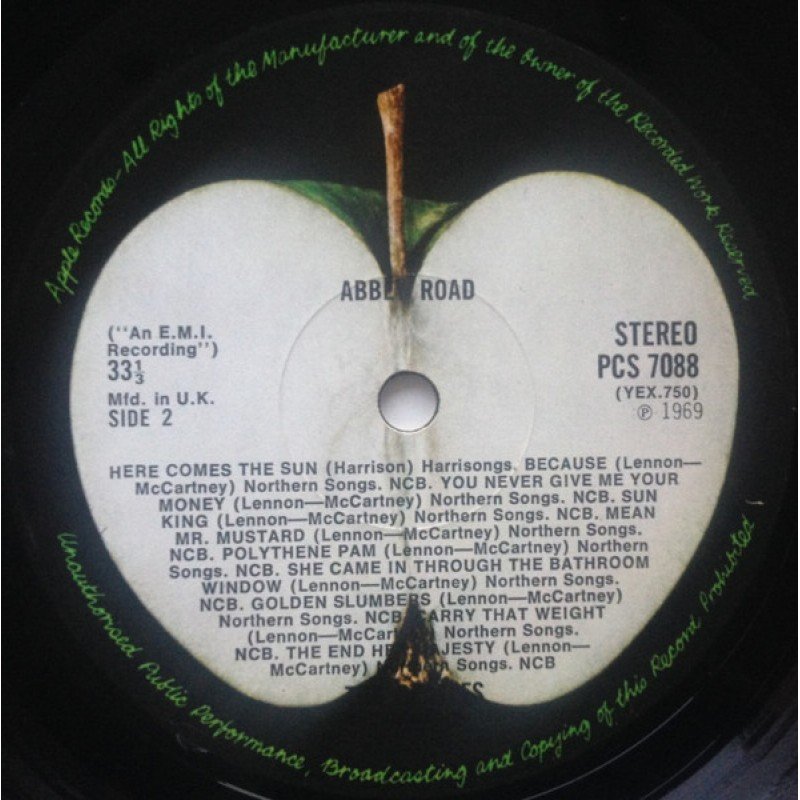 Apple Records—All Rights of the Manufacturer and of the Owner of the Recorded Work Reserved
ABBEY ROAD
("An E.M.I.
Recording")
33⅓
Mfd. in U.K.
SIDE 2
STEREO
PCS 7088
(YEX.750)
℗ 1969
HERE COMES THE SUN (Harrison) Harrisongs. BECAUSE (Lennon—
McCartney) Northern Songs. NCB. YOU NEVER GIVE ME YOUR
MONEY (Lennon—McCartney) Northern Songs. NCB. SUN
KING (Lennon—McCartney) Northern Songs. NCB. MEAN
MR. MUSTARD (Lennon—McCartney) Northern Songs.
NCB. POLYTHENE PAM (Lennon—McCartney) Northern
Songs. NCB. SHE CAME IN THROUGH THE BATHROOM
WINDOW (Lennon—McCartney) Northern Songs.
NCB. GOLDEN SLUMBERS (Lennon—McCartney)
Northern Songs. NCB. CARRY THAT WEIGHT
(Lennon—McCartney) Northern Songs.
NCB. THE END HER MAJESTY (Lennon—
McCartney) Northern Songs. NCB
Unauthorised Public Performance, Broadcasting and Copying of this Record Prohibited